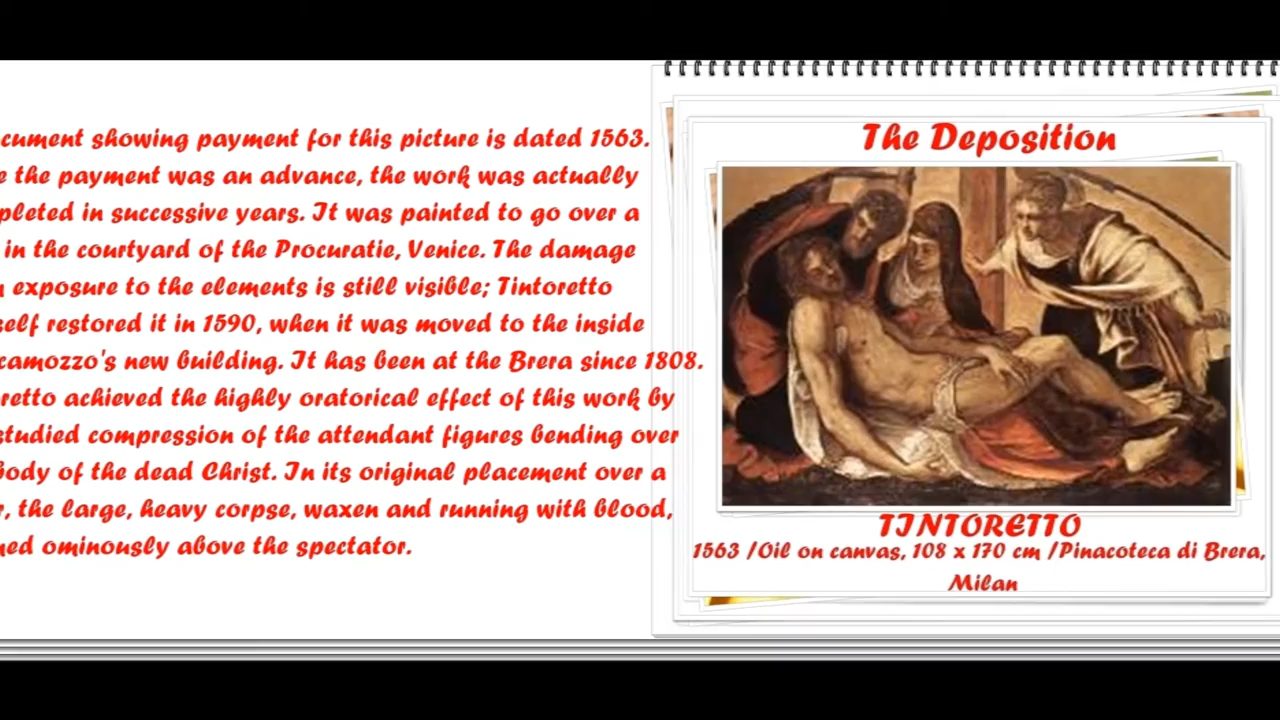 cument showing payment for this picture is dated 1563.
e the payment was an advance, the work was actually
pleted in successive years. It was painted to go over a
in the courtyard of the Procuratie, Venice. The damage
exposure to the elements is still visible; Tintoretto
self restored it in 1590, when it was moved to the inside
camozzo's new building. It has been at the Brera since 1808.
retto achieved the highly oratorical effect of this work by
studied compression of the attendant figures bending over
body of the dead Christ. In its original placement over a
r, the large, heavy corpse, waxen and running with blood,
ned ominously above the spectator.
The Deposition
TINTORETTO
1563 /Oil on canvas, 108 x 170 cm /Pinacoteca di Brera,
Milan